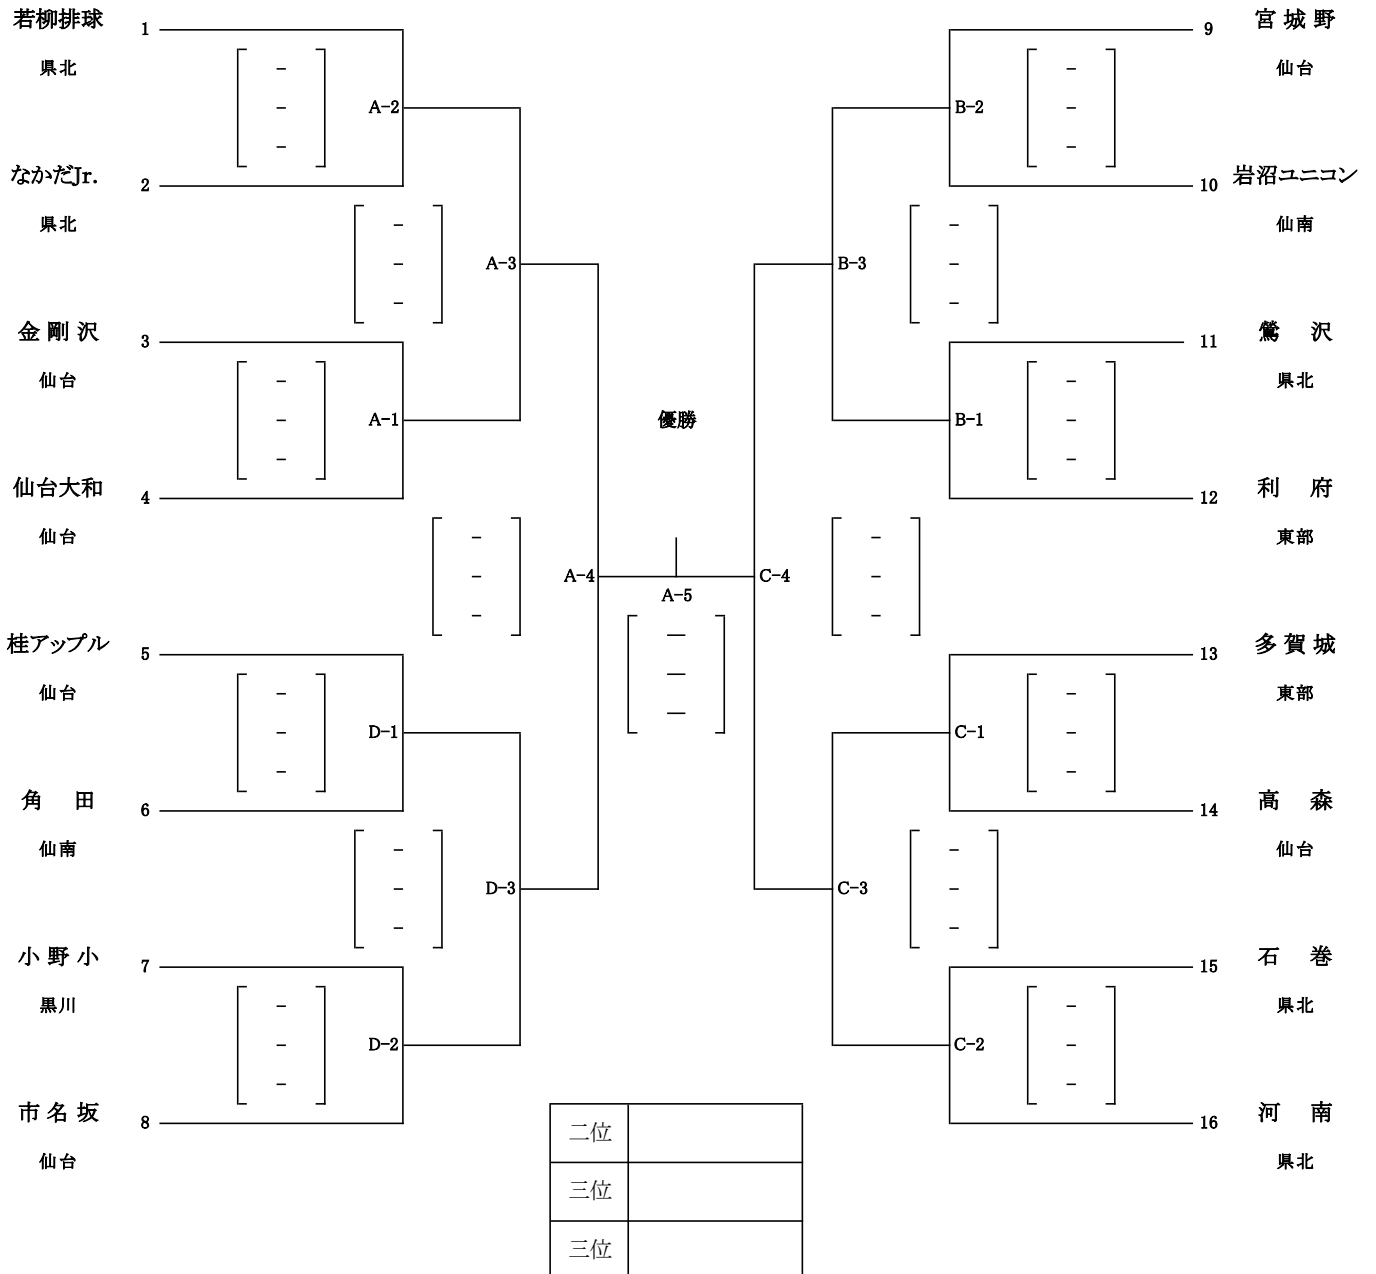 若柳排球 1
県北
A-2
なかだJr. 2
県北
A-3
金剛沢 3
仙台
A-1
仙台大和 4
仙台
A-4
桂アップル 5
仙台
D-1
角 田 6
仙南
D-3
小野小 7
黒川
D-2
市名坂 8
仙台
優勝
A-5
9 宮城野
仙台
B-2
10 岩沼ユニコン
仙南
B-3
11 鶯 沢
県北
B-1
12 利 府
東部
C-4
13 多賀城
東部
C-1
14 高 森
仙台
C-3
15 石 巻
県北
C-2
16 河 南
県北
二位
三位
三位